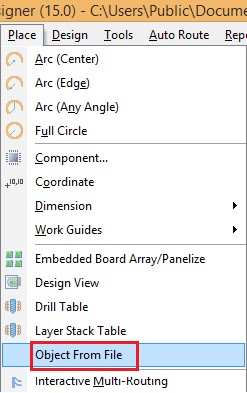 signer (15.0) - C:\Users\Public\Docume
Place Design Tools Auto Route Repor
Arc (Center)
Arc (Edge)
Arc (Any Angle)
Full Circle
Component...
+10,10 Coordinate
Dimension
Work Guides
Embedded Board Array/Panelize
Design View
Drill Table
Layer Stack Table
Object From File
Interactive Multi-Routing